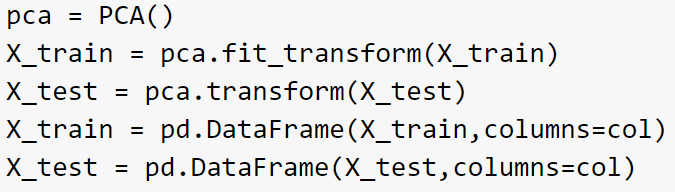 pca = PCA()
X_train = pca.fit_transform(X_train)
X_test = pca.transform(X_test)
X_train = pd.DataFrame(X_train,columns=col)
X_test = pd.DataFrame(X_test,columns=col)